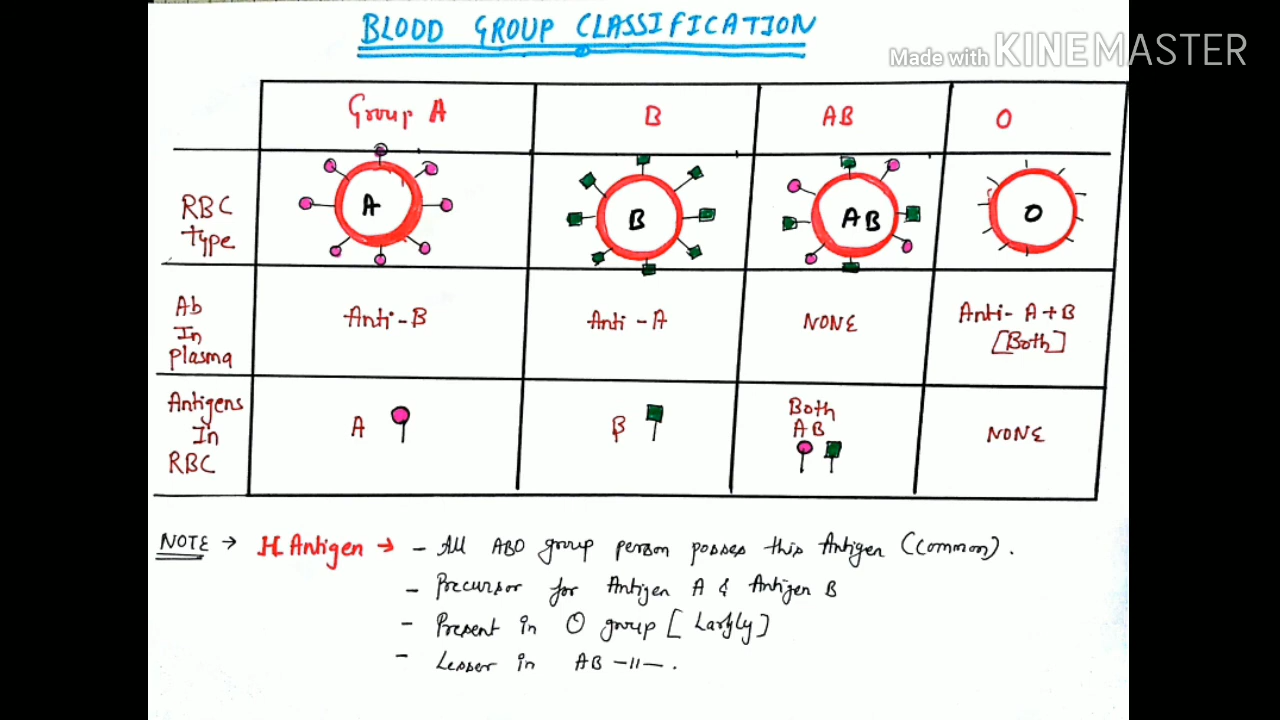 BLOOD GROUP CLASSIFICATION
Made with KINEMASTER
Group A B AB O
RBC type
A B AB O
Ab In plasma
Anti-B Anti-A NONE Anti-A+B [Both]
Antigens In RBC
A B Both AB NONE
NOTE → H Antigen → - All ABO group person posses this Antigen (common).
- Precursor for Antigen A & Antigen B
- Present in O group [Largly]
- Lesser in AB -11-.